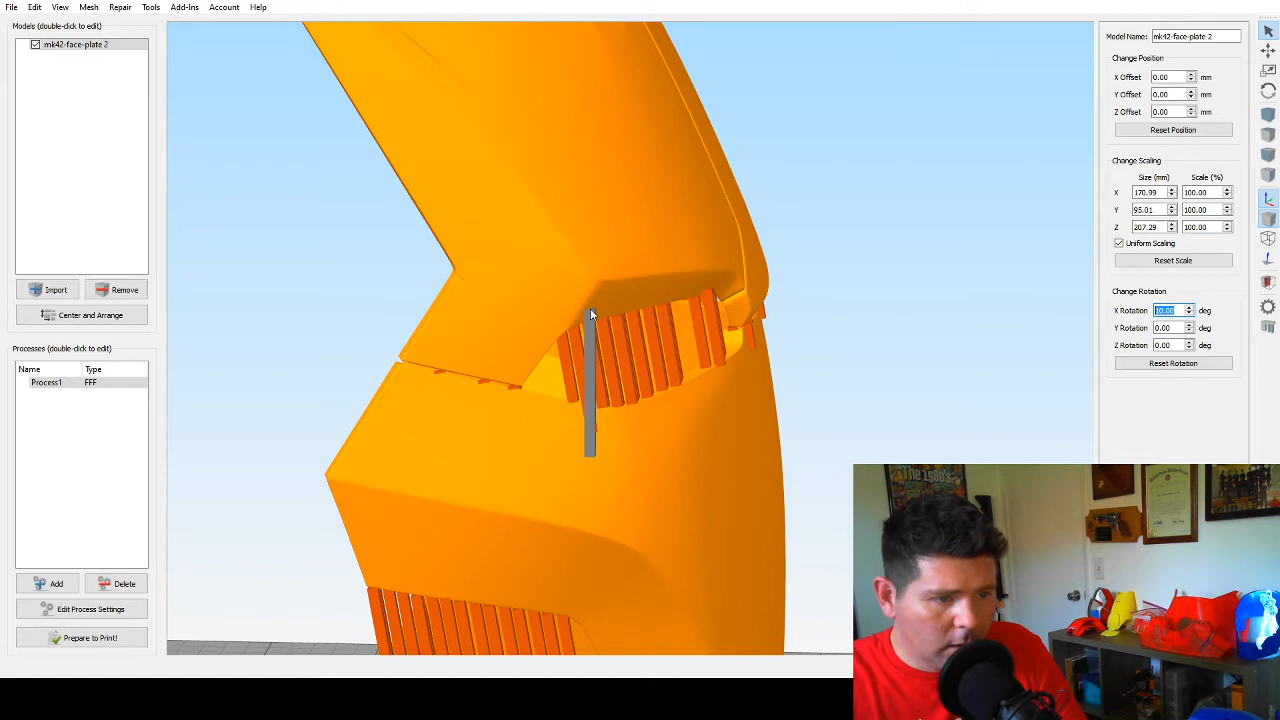 File Edit View Mesh Repair Tools Add-Ins Account Help
Models (double-click to edit)
mk42-face-plate 2
Import Remove
Center and Arrange
Processes (double-click to edit)
Name Type
Process1 FFF
Add Delete
Edit Process Settings
Prepare to Print!
Model Name: mk42-face-plate 2
Change Position
X Offset 0.00 mm
Y Offset 0.00 mm
Z Offset 0.00 mm
Reset Position
Change Scaling
Size (mm) Scale (%)
X 170.99 100.00
Y 95.01 100.00
Z 207.29 100.00
Uniform Scaling
Reset Scale
Change Rotation
X Rotation 10.00 deg
Y Rotation 0.00 deg
Z Rotation 0.00 deg
Reset Rotation
The 1980's